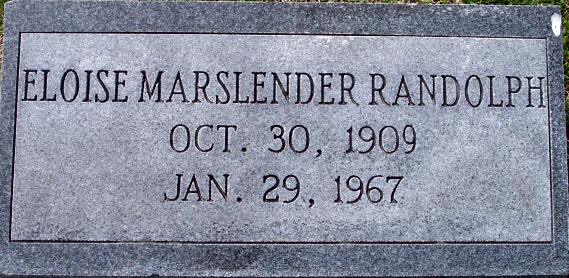 ELOISE MARSLENDER RANDOLPH
OCT. 30, 1909
JAN. 29, 1967